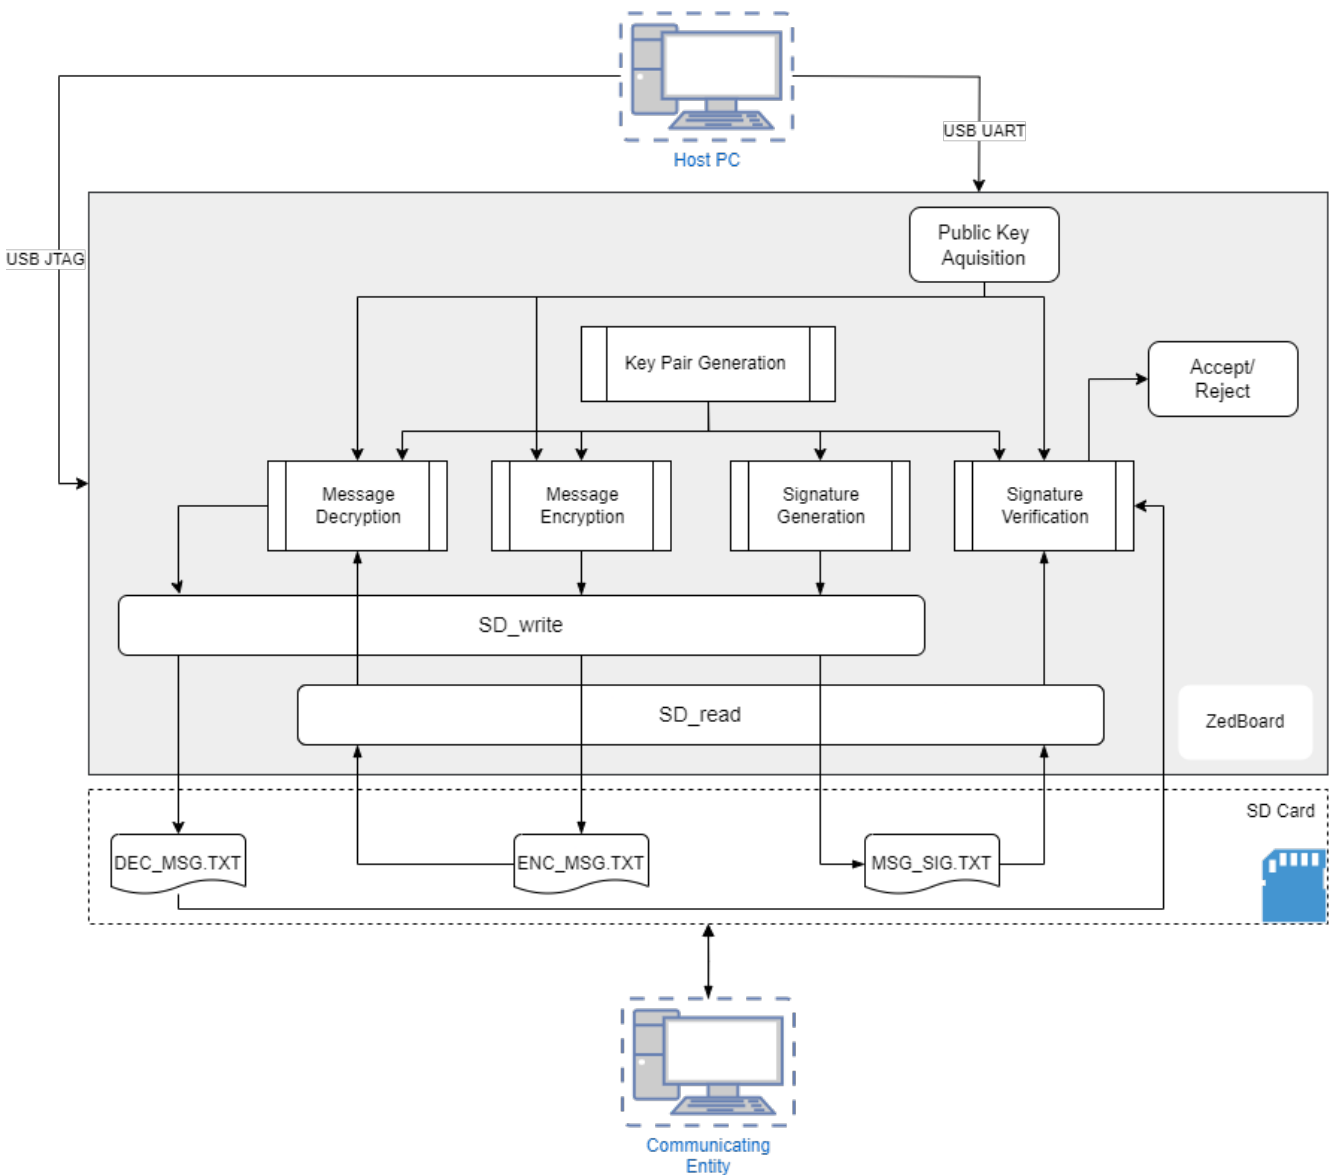 Host PC
USB UART
USB JTAG
Public Key
Aquisition
Key Pair Generation
Accept/
Reject
Message
Decryption
Message
Encryption
Signature
Generation
Signature
Verification
SD_write
SD_read
ZedBoard
SD Card
DEC_MSG.TXT
ENC_MSG.TXT
MSG_SIG.TXT
Communicating
Entity